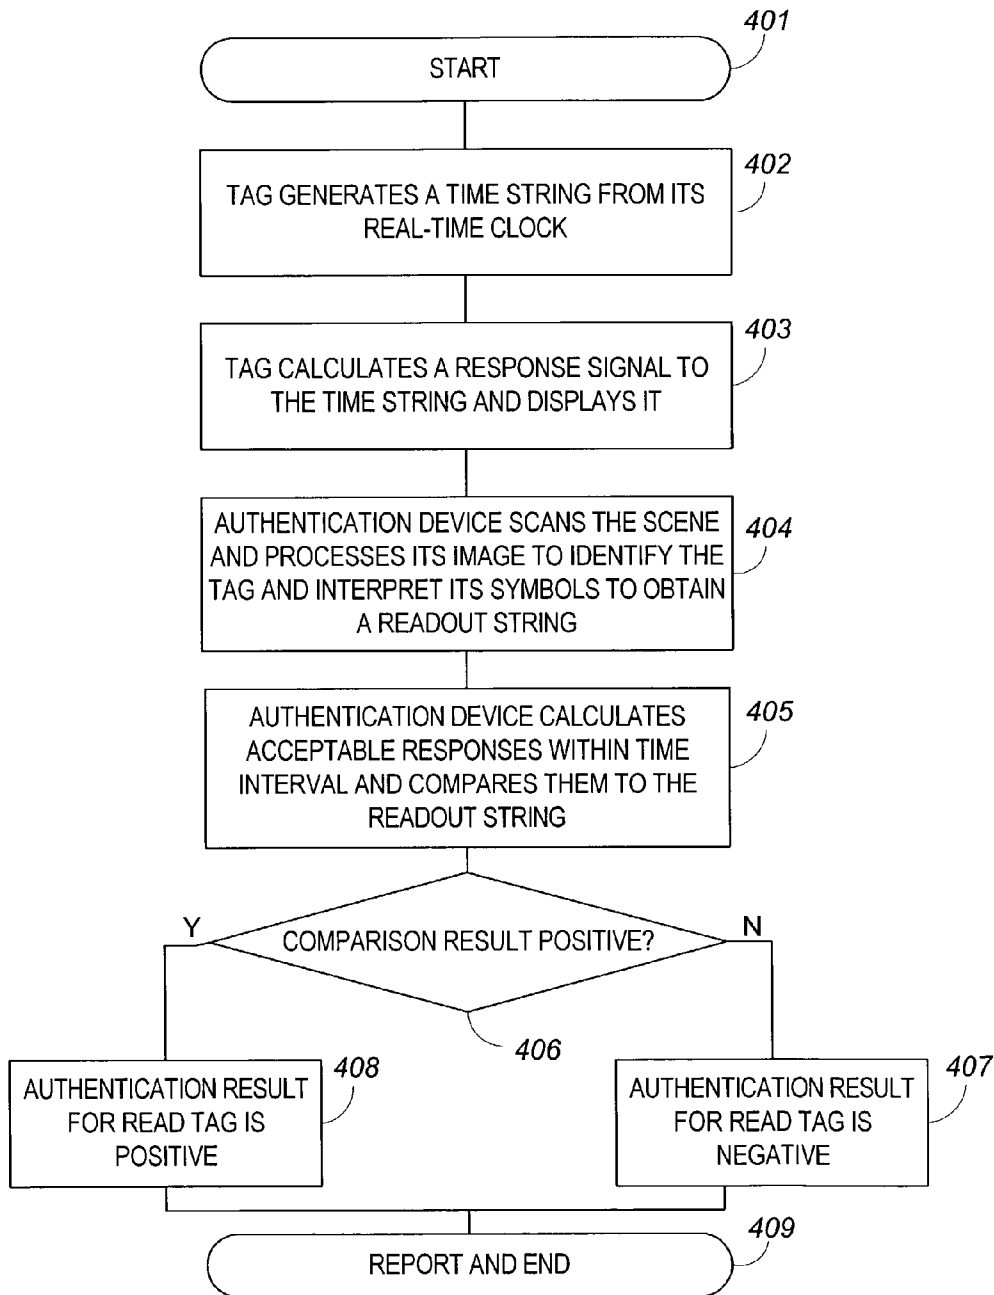 401
START
402
TAG GENERATES A TIME STRING FROM ITS
REAL-TIME CLOCK
403
TAG CALCULATES A RESPONSE SIGNAL TO
THE TIME STRING AND DISPLAYS IT
404
AUTHENTICATION DEVICE SCANS THE SCENE
AND PROCESSES ITS IMAGE TO IDENTIFY THE
TAG AND INTERPRET ITS SYMBOLS TO OBTAIN
A READOUT STRING
405
AUTHENTICATION DEVICE CALCULATES
ACCEPTABLE RESPONSES WITHIN TIME
INTERVAL AND COMPARES THEM TO THE
READOUT STRING
Y
N
COMPARISON RESULT POSITIVE?
406
408
AUTHENTICATION RESULT
FOR READ TAG IS
POSITIVE
407
AUTHENTICATION RESULT
FOR READ TAG IS
NEGATIVE
409
REPORT AND END